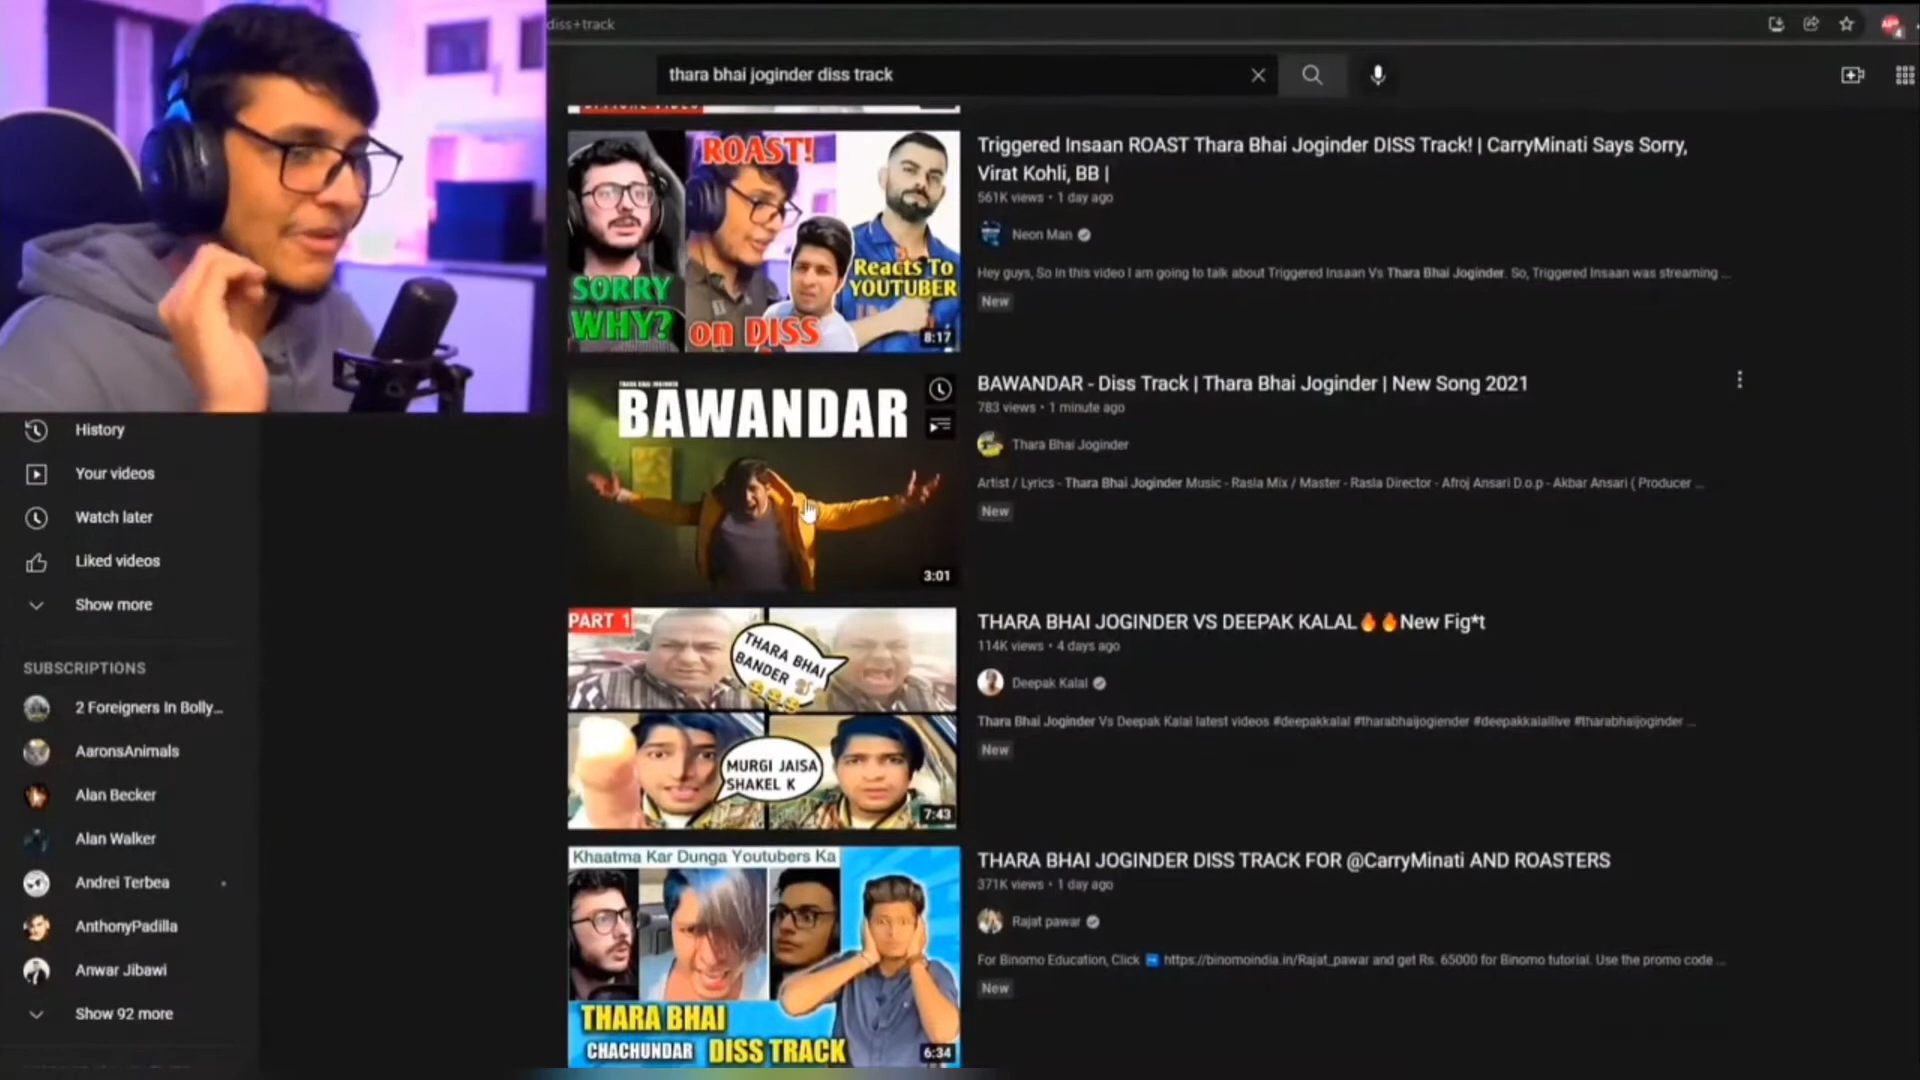 diss+track
thara bhai joginder diss track
4
ROAST!
SORRY
WHY?
on DISS
Reacts To
YOUTUBER
8:17
Triggered Insaan ROAST Thara Bhai Joginder DISS Track! | CarryMinati Says Sorry,
Virat Kohli, BB |
561K views • 1 day ago
Neon Man
Hey guys, So In this video I am going to talk about Triggered Insaan Vs Thara Bhai Joginder. So, Triggered Insaan was streaming ...
New
THARA BHAI JOGINDER
BAWANDAR
3:01
BAWANDAR - Diss Track | Thara Bhai Joginder | New Song 2021
783 views • 1 minute ago
Thara Bhai Joginder
Artist / Lyrics - Thara Bhai Joginder Music - Rasla Mix / Master - Rasla Director - Afroj Ansari D.o.p - Akbar Ansari ( Producer ...
New
PART 1
THARA BHAI
BANDER
MURGI JAISA
SHAKEL K
7:43
THARA BHAI JOGINDER VS DEEPAK KALAL🔥🔥New Fig*t
114K views • 4 days ago
Deepak Kalal
Thara Bhai Joginder Vs Deepak Kalal latest videos #deepakkalal #tharabhaijogiender #deepakkalallive #tharabhaijoginder ...
New
Khaatma Kar Dunga Youtubers Ka
THARA BHAI
CHACHUNDAR DISS TRACK
6:34
THARA BHAI JOGINDER DISS TRACK FOR @CarryMinati AND ROASTERS
371K views • 1 day ago
Rajat pawar
For Binomo Education, Click ➡ https://binomoindia.in/Rajat_pawar and get Rs. 65000 for Binomo tutorial. Use the promo code ...
New
History
Your videos
Watch later
Liked videos
Show more
SUBSCRIPTIONS
2 Foreigners In Bolly...
AaronsAnimals
Alan Becker
Alan Walker
Andrei Terbea
AnthonyPadilla
Anwar Jibawi
Show 92 more